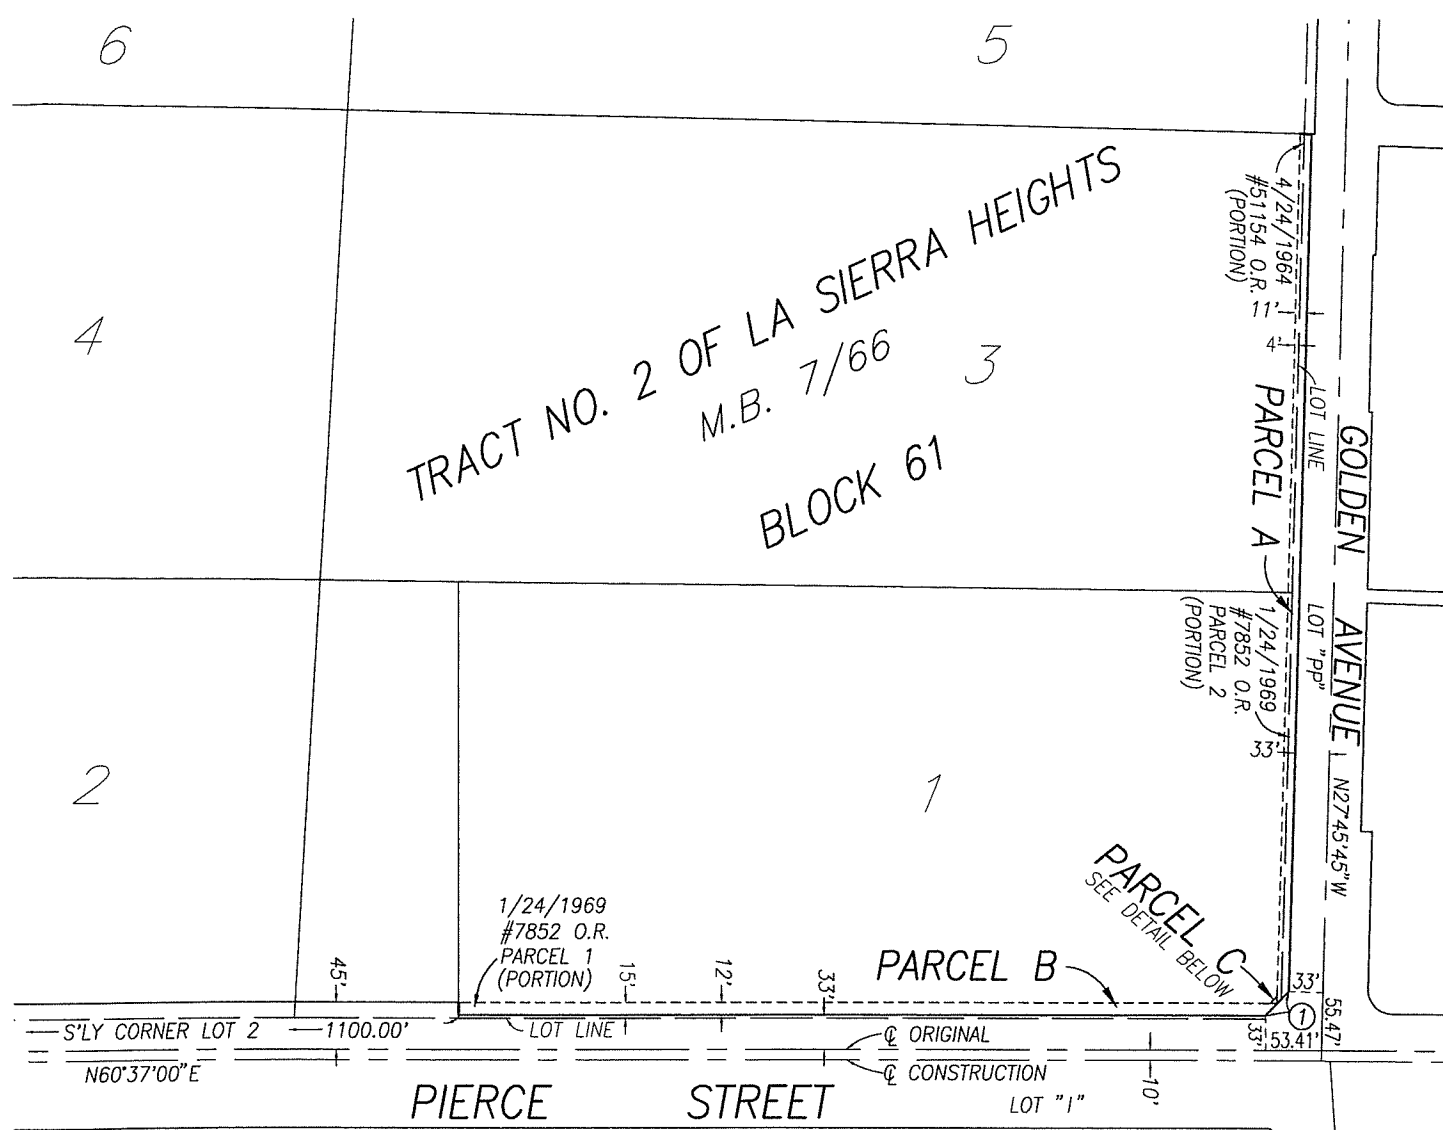 6
5
4/24/1964
#51154 O.R.
(PORTION)
TRACT NO. 2 OF LA SIERRA HEIGHTS
M.B. 7/66
BLOCK 61
4
3
11'
4'
LOT LINE
PARCEL A
GOLDEN AVENUE
LOT "PP"
1/24/1969
#7852 O.R.
PARCEL 2
(PORTION)
33'
N27°45'45"W
2
1
PARCEL C
SEE DETAIL BELOW
1/24/1969
#7852 O.R.
PARCEL 1
(PORTION)
45'
15'
12'
33'
PARCEL B
33'
1
55.47'
33'
53.41'
S'LY CORNER LOT 2
1100.00'
LOT LINE
℄ ORIGINAL
N60°37'00"E
℄ CONSTRUCTION
10'
PIERCE STREET
LOT "I"